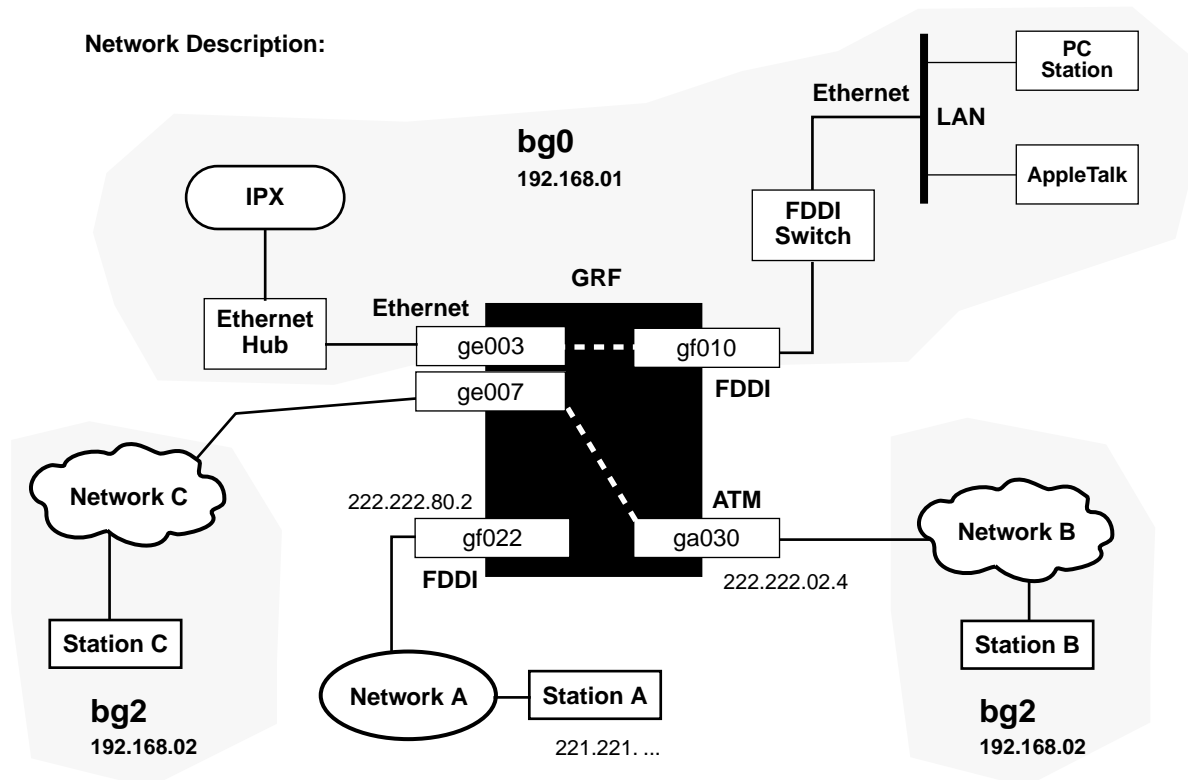 Network Description:
PC
Station
Ethernet
LAN
bg0
192.168.01
AppleTalk
IPX
FDDI
Switch
GRF
Ethernet
Ethernet
Hub
ge003
gf010
ge007
FDDI
Network C
222.222.80.2
ATM
gf022
ga030
Network B
FDDI
222.222.02.4
Station C
Station B
Network A
Station A
bg2
192.168.02
221.221. ...
bg2
192.168.02